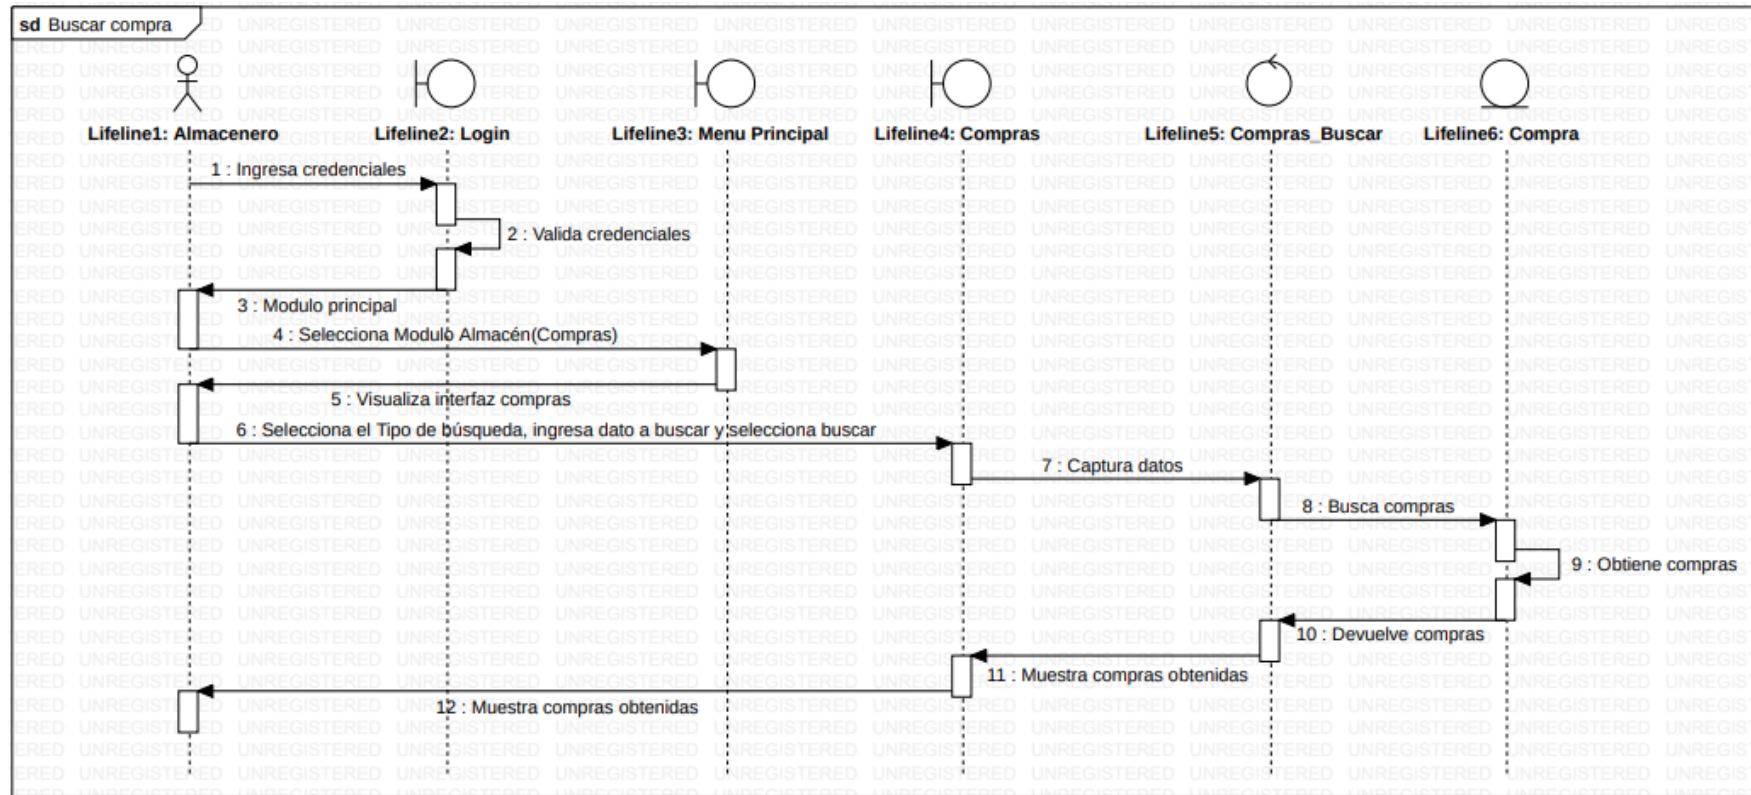 sd Buscar compra
Lifeline1: Almacenero
Lifeline2: Login
Lifeline3: Menu Principal
Lifeline4: Compras
Lifeline5: Compras_Buscar
Lifeline6: Compra
1 : Ingresa credenciales
2 : Valida credenciales
3 : Modulo principal
4 : Selecciona Modulo Almacén(Compras)
5 : Visualiza interfaz compras
6 : Selecciona el Tipo de búsqueda, ingresa dato a buscar y selecciona buscar
7 : Captura datos
8 : Busca compras
9 : Obtiene compras
10 : Devuelve compras
11 : Muestra compras obtenidas
12 : Muestra compras obtenidas
UNREGISTERED